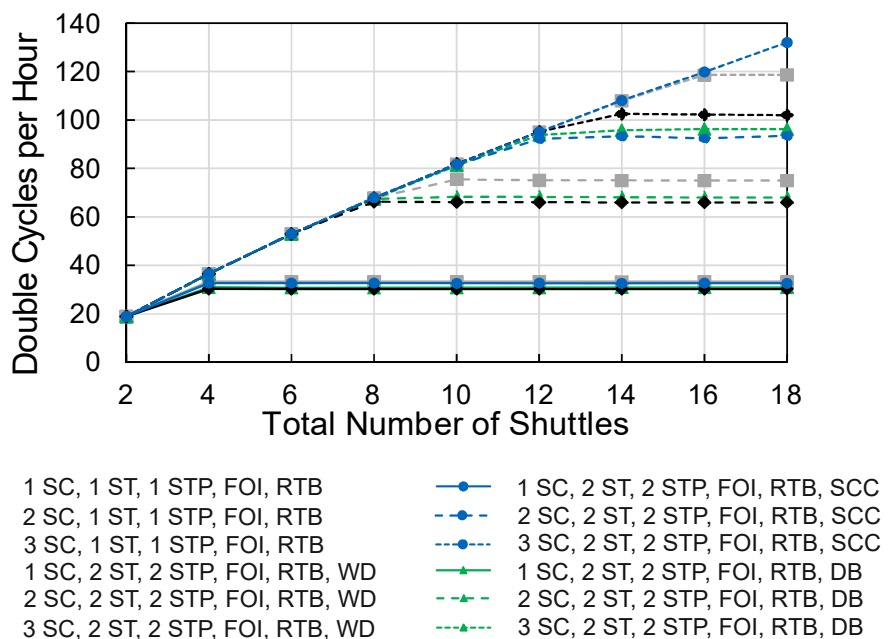 Double Cycles per Hour
140
120
100
80
60
40
20
0
2 4 6 8 10 12 14 16 18
Total Number of Shuttles
1 SC, 1 ST, 1 STP, FOI, RTB
2 SC, 1 ST, 1 STP, FOI, RTB
3 SC, 1 ST, 1 STP, FOI, RTB
1 SC, 2 ST, 2 STP, FOI, RTB, WD
2 SC, 2 ST, 2 STP, FOI, RTB, WD
3 SC, 2 ST, 2 STP, FOI, RTB, WD
1 SC, 2 ST, 2 STP, FOI, RTB, SCC
2 SC, 2 ST, 2 STP, FOI, RTB, SCC
3 SC, 2 ST, 2 STP, FOI, RTB, SCC
1 SC, 2 ST, 2 STP, FOI, RTB, DB
2 SC, 2 ST, 2 STP, FOI, RTB, DB
3 SC, 2 ST, 2 STP, FOI, RTB, DB